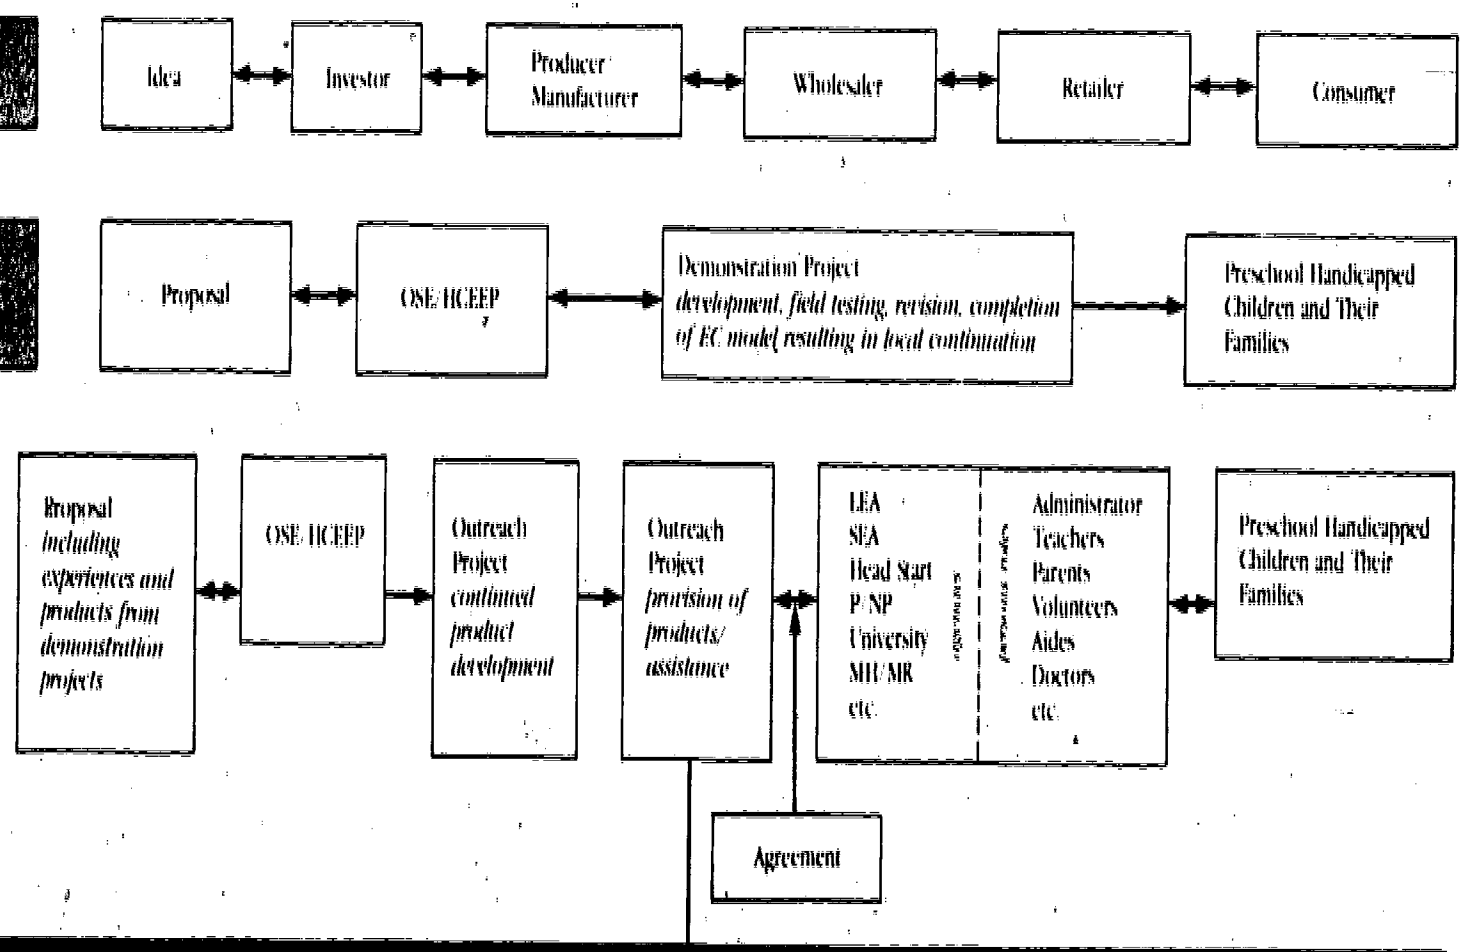 Idea
Investor
Producer
Manufacturer
Wholesaler
Retailer
Consumer
Proposal
OSE/HCEEP
Demonstration Project
development, field testing, revision, completion
of EC model resulting in local continuation
Preschool Handicapped
Children and Their
Families
Proposal
including
experiences and
products from
demonstration
projects
OSE/HCEEP
Outreach
Project
continued
product
development
Outreach
Project
provision of
products/
assistance
LEA
SEA
Head Start
P/NP
University
MH/MR
etc.
Administrator
Teachers
Parents
Volunteers
Aides
Doctors
etc.
Preschool Handicapped
Children and Their
Families
Agreement